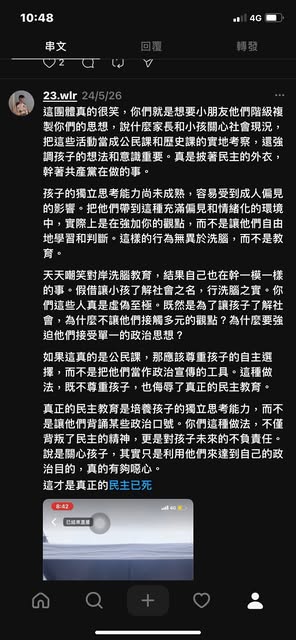 10:48
4G
串文
回覆
轉發
2
23.wlr 24/5/26
這團體真的很笑，你們就是想要小朋友他們階級複
製你們的思想，說什麼家長和小孩關心社會現況，
把這些活動當成公民課和歷史課的實地考察，還強
調孩子的想法和意識重要。真是披著民主的外衣，
幹著共產黨在做的事。
孩子的獨立思考能力尚未成熟，容易受到成人偏見
的影響。把他們帶到這種充滿偏見和情緒化的環境
中，實際上是在強加你的觀點，而不是讓他們自由
地學習和判斷。這樣的行為無異於洗腦，而不是教
育。
天天嘲笑對岸洗腦教育，結果自己也在幹一模一樣
的事。假借讓小孩了解社會之名，行洗腦之實。你
們這些人真是虛偽至極。既然是為了讓孩子了解社
會，為什麼不讓他們接觸多元的觀點？為什麼要強
迫他們接受單一的政治思想？
如果這真的是公民課，那應該尊重孩子的自主選
擇，而不是把他們當作政治宣傳的工具。這種做
法，既不尊重孩子，也侮辱了真正的民主教育。
真正的民主教育是培養孩子的獨立思考能力，而不
是讓他們背誦某些政治口號。你們這種做法，不僅
背叛了民主的精神，更是對孩子未來的不負責任。
說是關心孩子，其實只是利用他們來達到自己的政
治目的，真的有夠噁心。
這才是真正的民主已死
8:42
4G
已結束直播